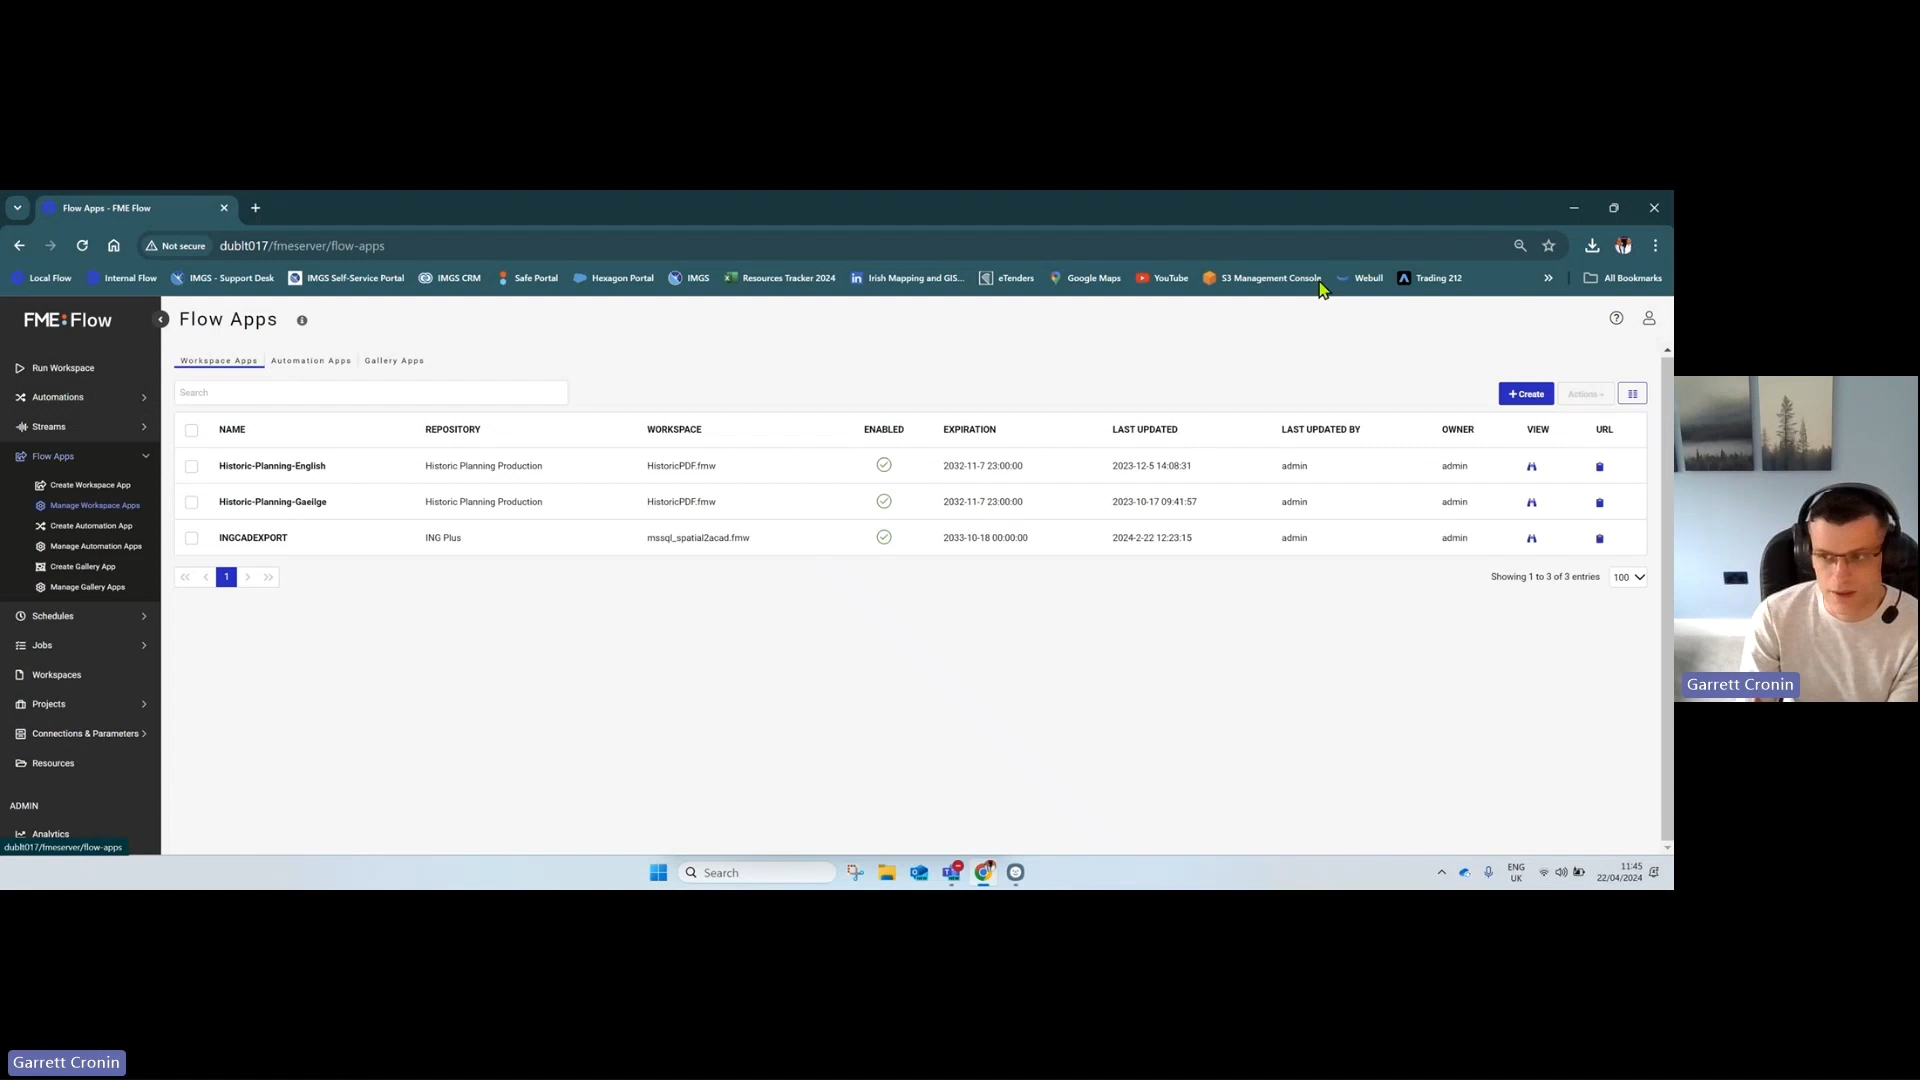 Flow Apps - FME Flow
Not secure
dublt017/fmeserver/flow-apps
Local Flow
Internal Flow
IMGS - Support Desk
IMGS Self-Service Portal
IMGS CRM
Safe Portal
Hexagon Portal
IMGS
Resources Tracker 2024
Irish Mapping and GIS...
eTenders
Google Maps
YouTube
S3 Management Console
Webull
Trading 212
All Bookmarks
FME Flow
Flow Apps
Run Workspace
Automations
Streams
Flow Apps
Create Workspace App
Manage Workspace Apps
Create Automation App
Manage Automation Apps
Create Gallery App
Manage Gallery Apps
Schedules
Jobs
Workspaces
Projects
Connections & Parameters
Resources
ADMIN
Analytics
dublt017/fmeserver/flow-apps
Workspace Apps Automation Apps Gallery Apps
Search
+ Create Actions
NAME REPOSITORY WORKSPACE ENABLED EXPIRATION LAST UPDATED LAST UPDATED BY OWNER VIEW URL
Historic-Planning-English Historic Planning Production HistoricPDF.fmw 2032-11-7 23:00:00 2023-12-5 14:08:31 admin admin
Historic-Planning-Gaeilge Historic Planning Production HistoricPDF.fmw 2032-11-7 23:00:00 2023-10-17 09:41:57 admin admin
INGCADEXPORT ING Plus mssql_spatial2acad.fmw 2033-10-18 00:00:00 2024-2-22 12:23:15 admin admin
1
Showing 1 to 3 of 3 entries 100
Search
ENG
UK
11:45
22/04/2024
Garrett Cronin
Garrett Cronin